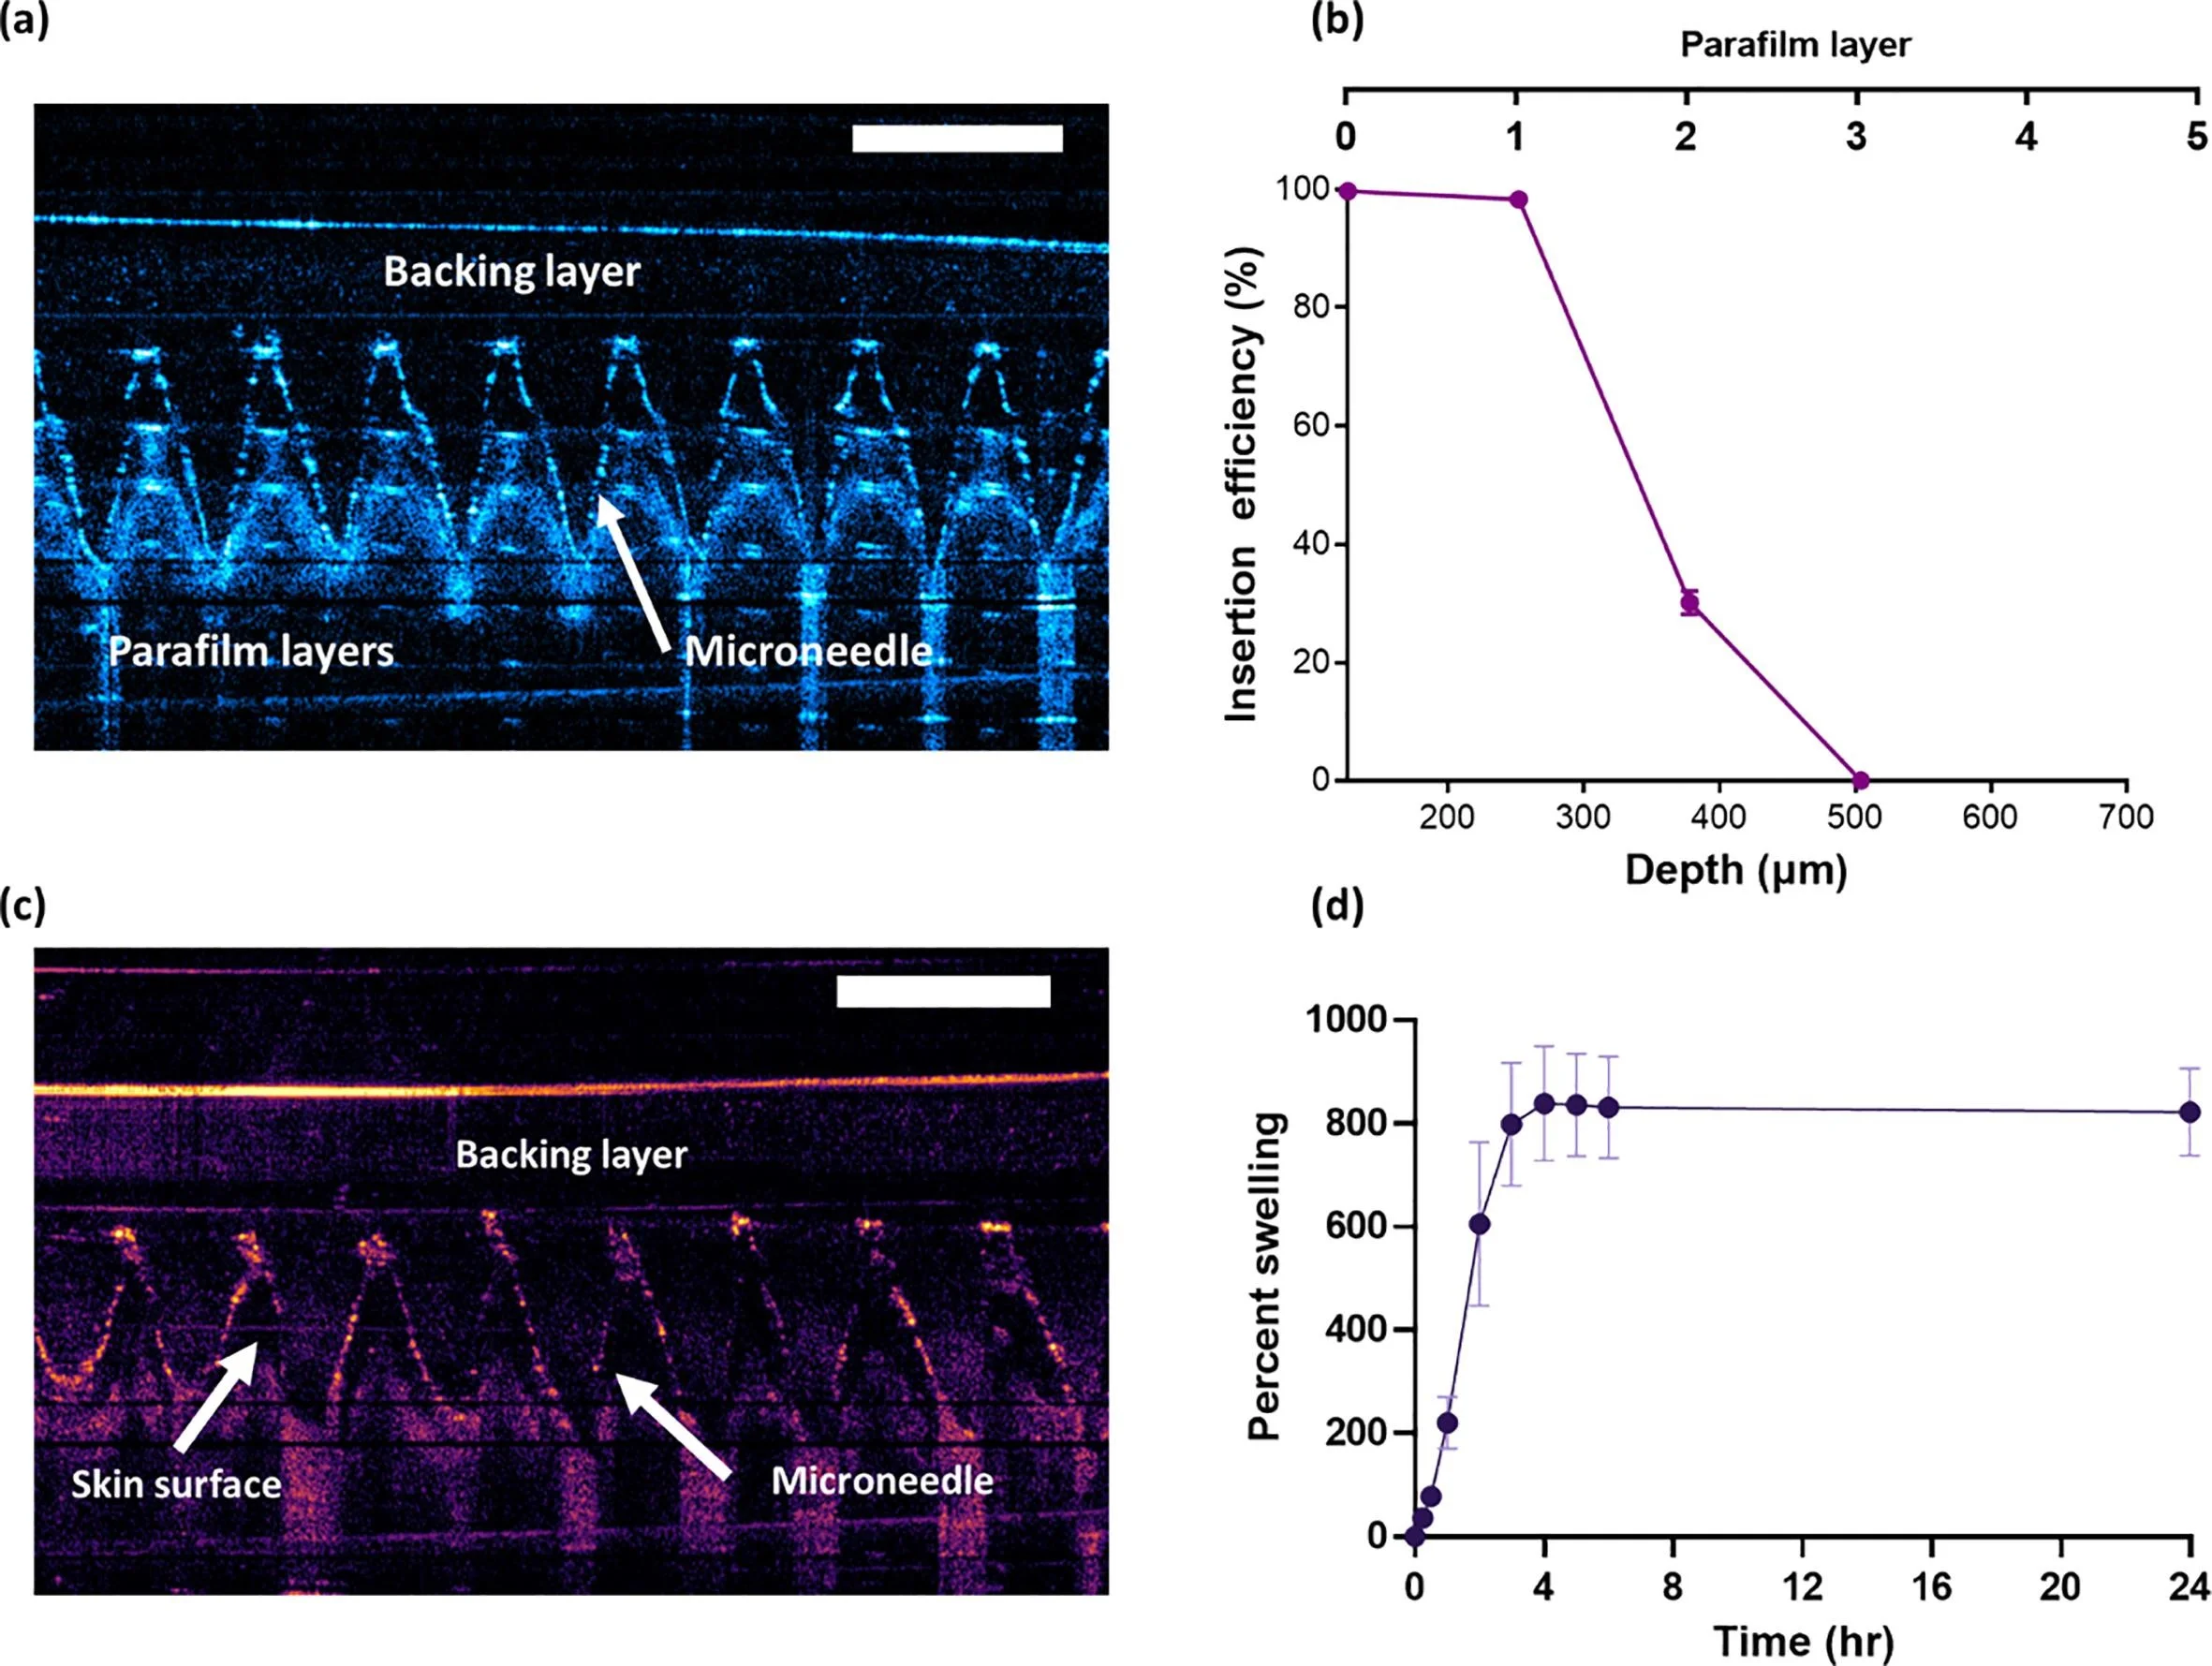 (a)
Backing layer
Parafilm layers
Microneedle
(b)
Parafilm layer
0 1 2 3 4 5
100
80
60
40
20
0
Insertion efficiency (%)
200 300 400 500 600 700
Depth (μm)
(c)
Backing layer
Skin surface
Microneedle
(d)
1000
800
600
400
200
0
Percent swelling
0 4 8 12 16 20 24
Time (hr)